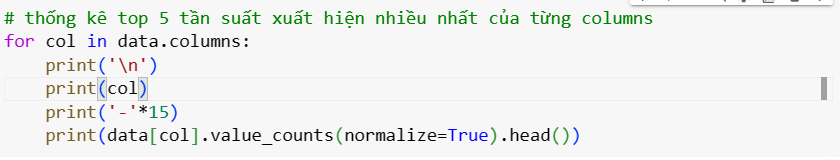 # thống kê top 5 tần suất xuất hiện nhiều nhất của từng columns
for col in data.columns:
    print('\n')
    print(col)
    print('-'*15)
    print(data[col].value_counts(normalize=True).head())